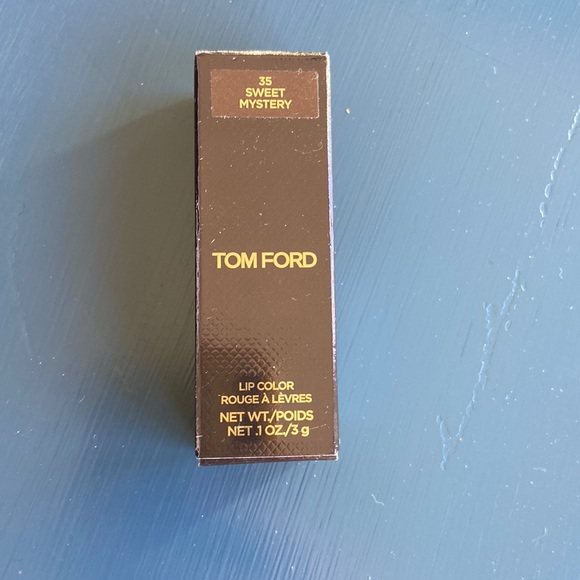 35
SWEET
MYSTERY
TOM FORD
LIP COLOR
ROUGE À LÈVRES
NET WT./POIDS
NET .1 OZ./3 g